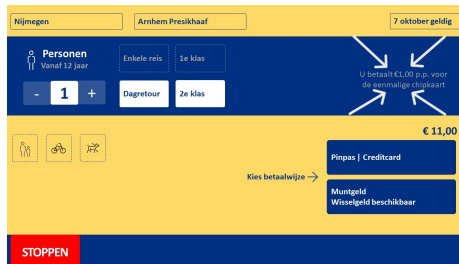 Nijmegen
Arnhem Presikhaaf
7 oktober geldig
Personen
Vanaf 12 jaar
Enkele reis
1e klas
- 1 +
Dagretour
2e klas
U betaalt €1,00 p.p. voor
de eenmalige chipkaart
€ 11,00
Pinpas | Creditcard
Kies betaalwijze →
Muntgeld
Wisselgeld beschikbaar
STOPPEN